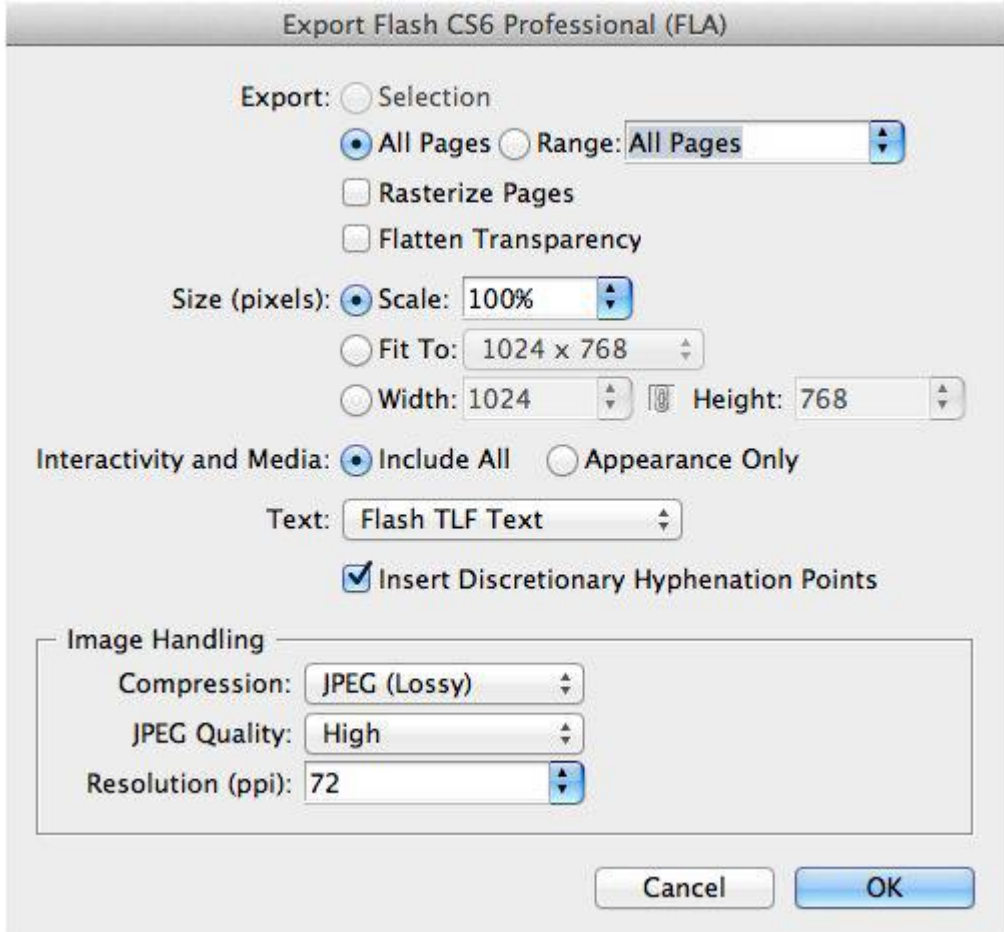 Export Flash CS6 Professional (FLA)
Export: Selection
All Pages Range: All Pages
Rasterize Pages
Flatten Transparency
Size (pixels): Scale: 100%
Fit To: 1024 x 768
Width: 1024 Height: 768
Interactivity and Media: Include All Appearance Only
Text: Flash TLF Text
Insert Discretionary Hyphenation Points
Image Handling
Compression: JPEG (Lossy)
JPEG Quality: High
Resolution (ppi): 72
Cancel OK